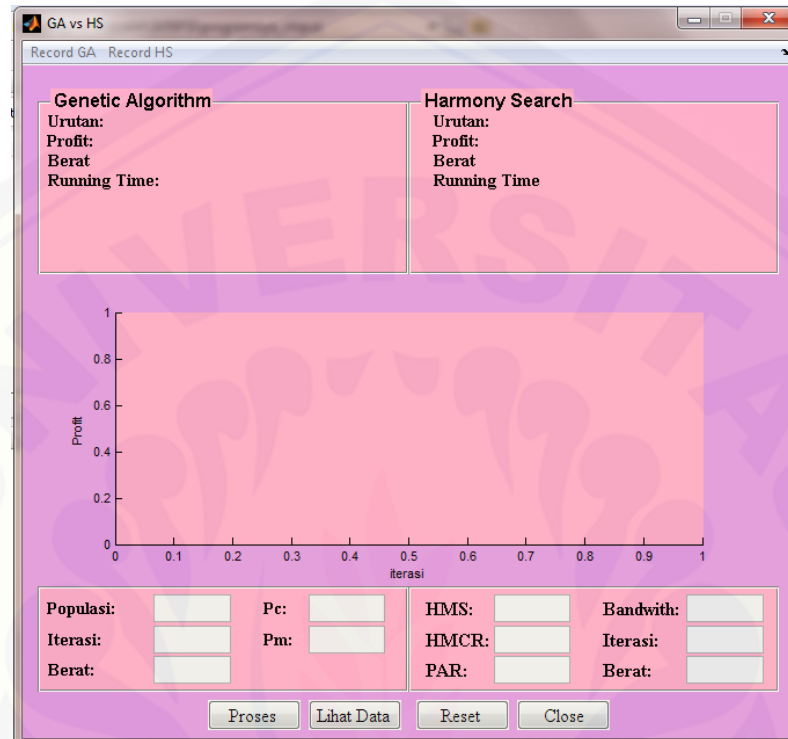 GA vs HS
Record GA Record HS
Genetic Algorithm
Urutan:
Profit:
Berat
Running Time:
Harmony Search
Urutan:
Profit:
Berat
Running Time
1
0.8
0.6
0.4
0.2
0
Profit
0 0.1 0.2 0.3 0.4 0.5 0.6 0.7 0.8 0.9 1
iterasi
Populasi: Pc:
Iterasi: Pm:
Berat:
HMS: Bandwith:
HMCR: Iterasi:
PAR: Berat:
Proses Lihat Data Reset Close